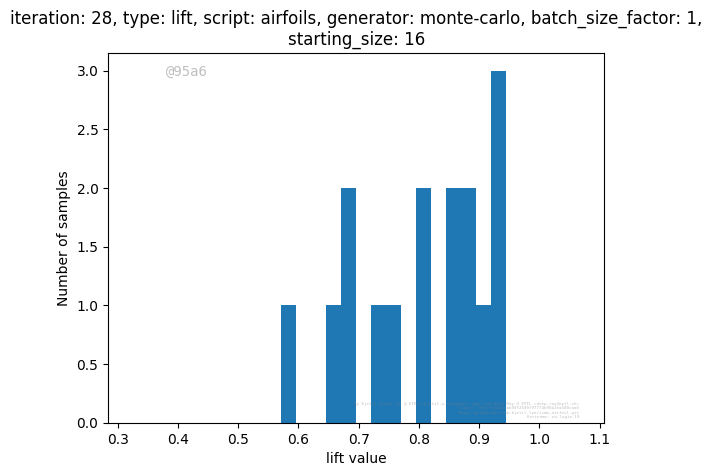 iteration: 28, type: lift, script: airfoils, generator: monte-carlo, batch_size_factor: 1,
starting_size: 16
@95a6
3.0
2.5
2.0
1.5
1.0
0.5
0.0
Number of samples
0.3 0.4 0.5 0.6 0.7 0.8 0.9 1.0 1.1
lift value